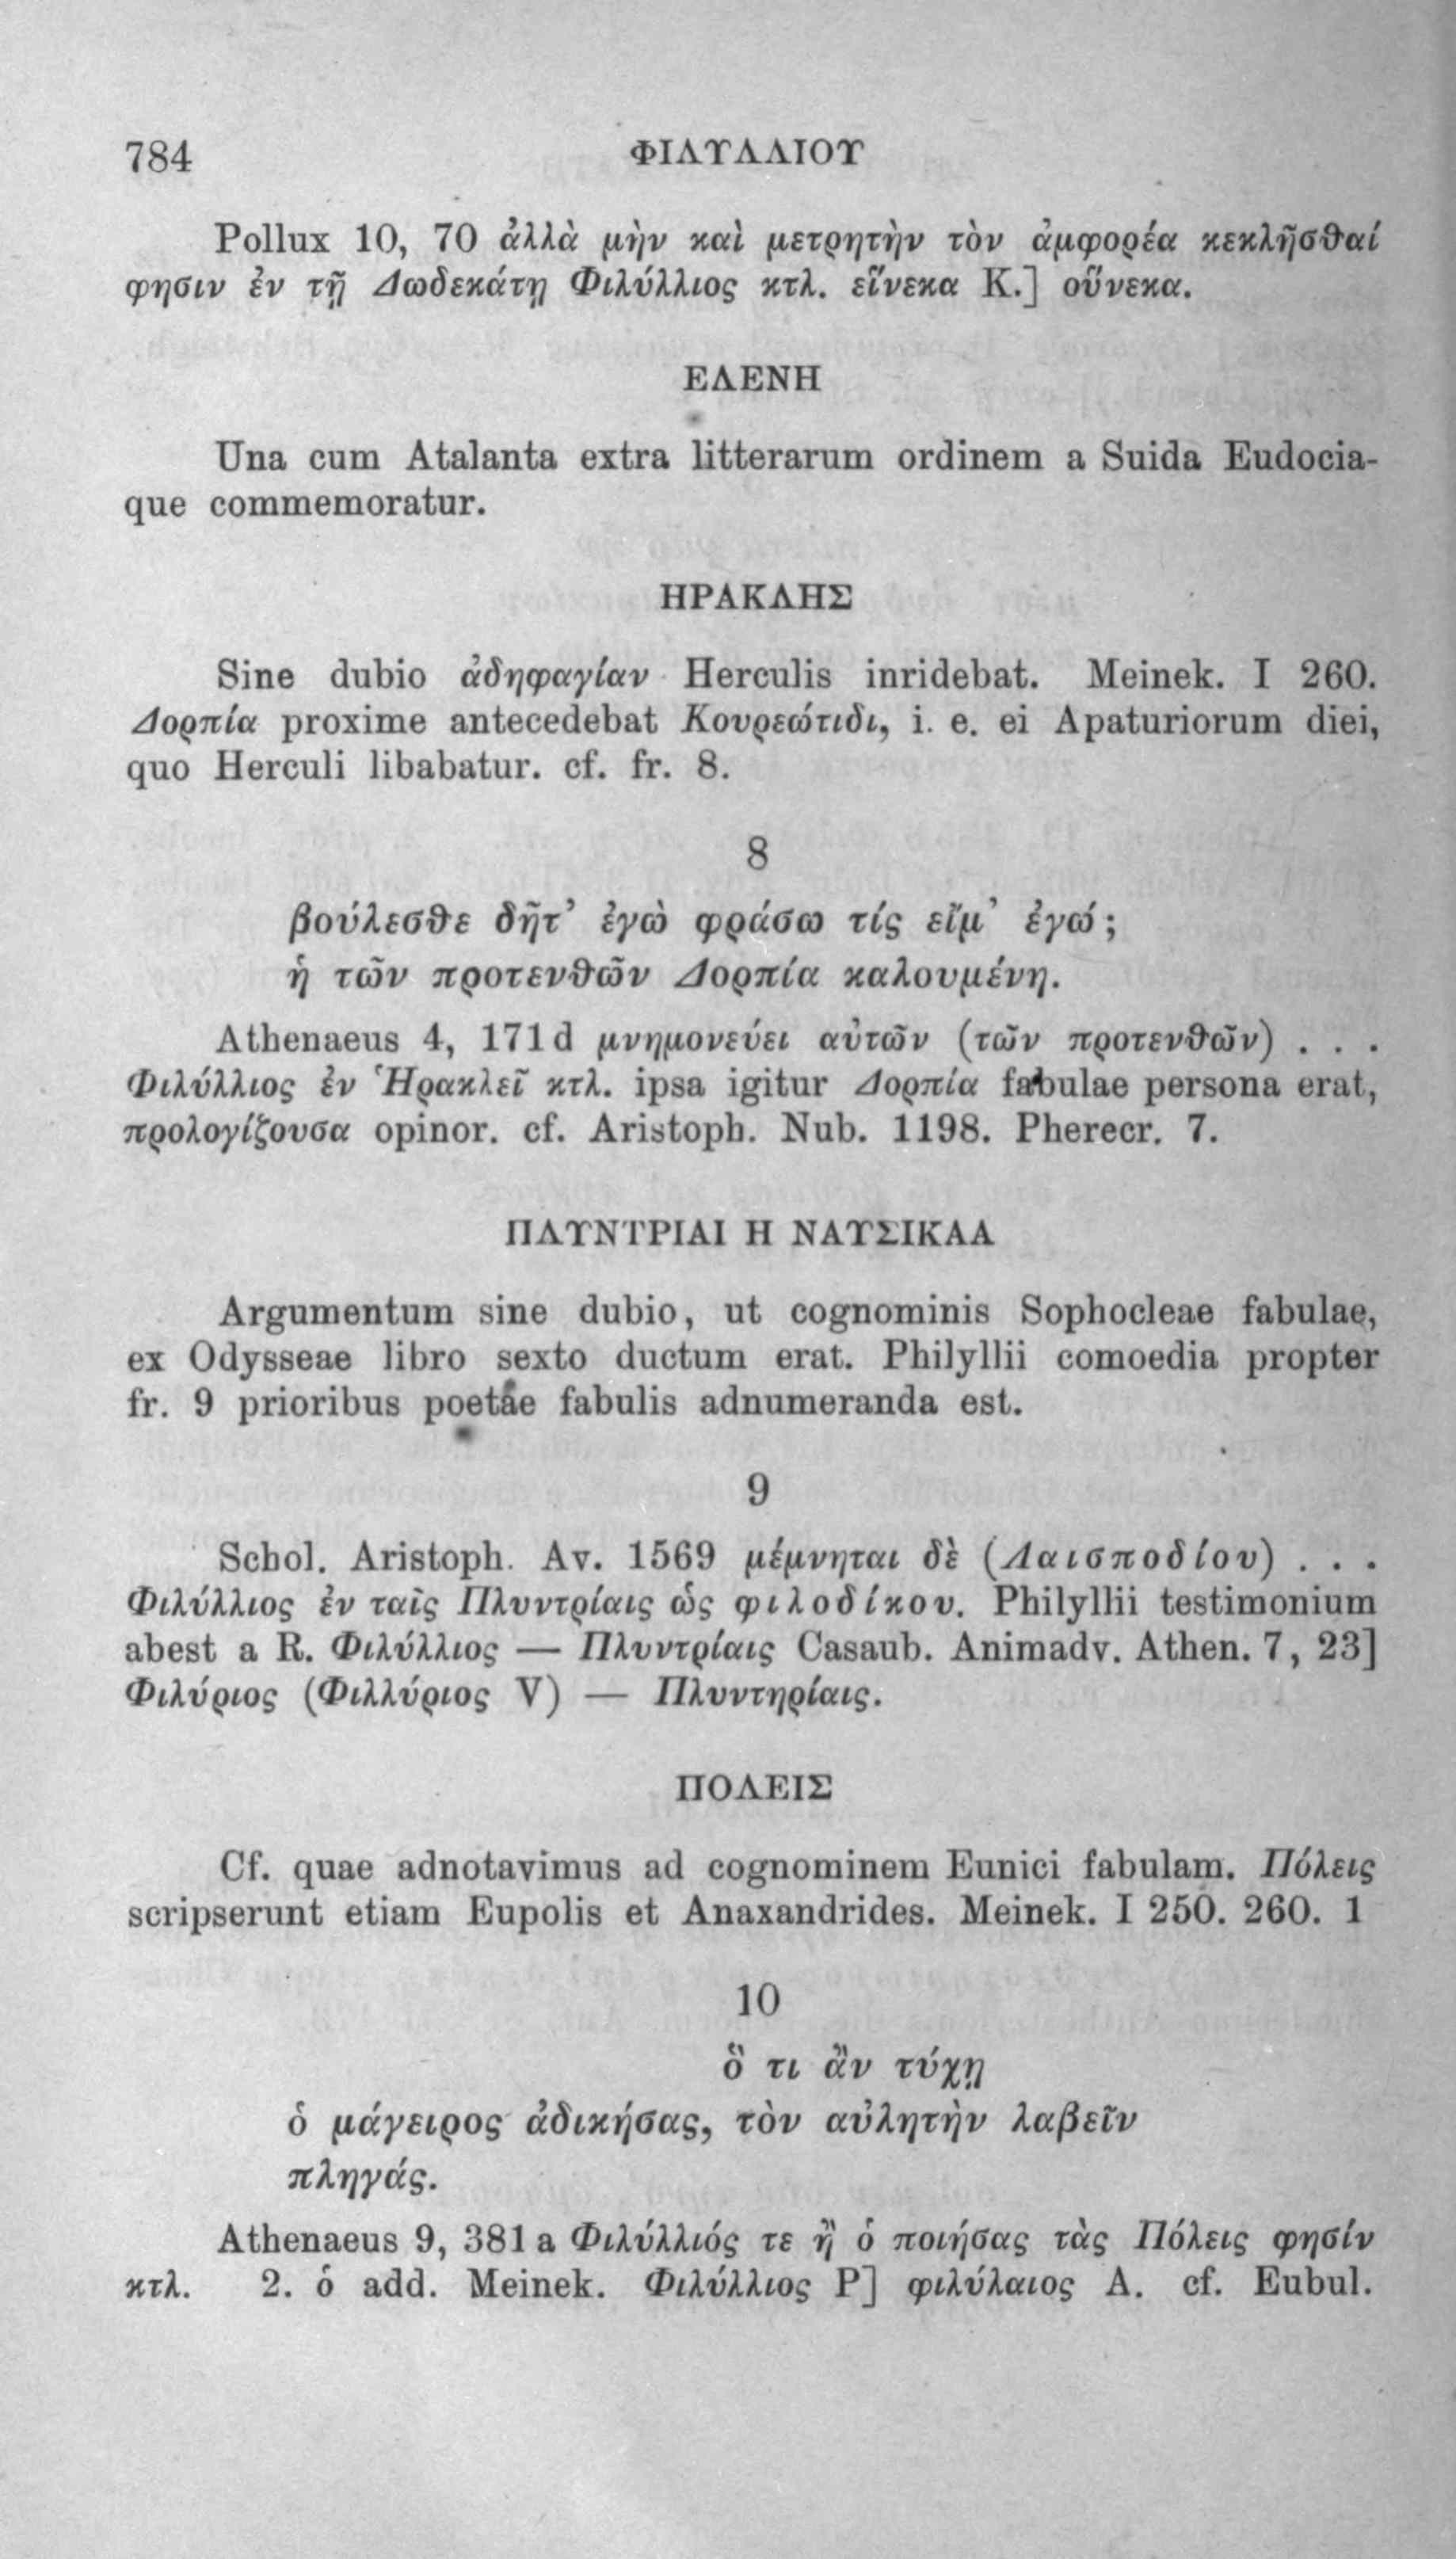 784 ΦΙΛΥΛΛΙΟΥ
Pollux 10, 70 ἀλλὰ μὴν καὶ μετρητὴν τὸν ἀμφορέα κεκλῆσθαί
φησιν ἐν τῇ Δωδεκάτῃ Φιλύλλιος κτλ. εἵνεκα K.] οὕνεκα.
ΕΛΕΝΗ
Una cum Atalanta extra litterarum ordinem a Suida Eudocia-
que commemoratur.
ΗΡΑΚΛΗΣ
Sine dubio ἀδηφαγίαν Herculis inridebat. Meinek. I 260.
Δορπία proxime antecedebat Κουρεώτιδι, i. e. ei Apaturiorum diei,
quo Herculi libabatur. cf. fr. 8.
8
βούλεσθε δῆτ’ ἐγὼ φράσω τίς εἴμ’ ἐγώ;
ἡ τῶν προτενθῶν Δορπία καλουμένη.
Athenaeus 4, 171 d μνημονεύει αὐτῶν (τῶν προτενθῶν) . . .
Φιλύλλιος ἐν Ἡρακλεῖ κτλ. ipsa igitur Δορπία fabulae persona erat,
προλογίζουσα opinor. cf. Aristoph. Nub. 1198. Pherecr. 7.
ΠΛΥΝΤΡΙΑΙ Η ΝΑΥΣΙΚΑΑ
Argumentum sine dubio, ut cognominis Sophocleae fabulae,
ex Odysseae libro sexto ductum erat. Philyllii comoedia propter
fr. 9 prioribus poetae fabulis adnumeranda est.
9
Schol. Aristoph. Av. 1569 μέμνηται δὲ (Λαισποδίου) . . .
Φιλύλλιος ἐν ταῖς Πλυντρίαις ὡς φιλοδίκου. Philyllii testimonium
abest a R. Φιλύλλιος — Πλυντρίαις Casaub. Animadv. Athen. 7, 23]
Φιλύριος (Φιλλύριος V) — Πλυντηρίαις.
ΠΟΛΕΙΣ
Cf. quae adnotavimus ad cognominem Eunici fabulam. Πόλεις
scripserunt etiam Eupolis et Anaxandrides. Meinek. I 250. 260. 1
10
ὅ τι ἂν τύχῃ
ὁ μάγειρος ἀδικήσας, τὸν αὐλητὴν λαβεῖν
πληγάς.
Athenaeus 9, 381 a Φιλύλλιός τε ἢ ὁ ποιήσας τὰς Πόλεις φησίν
κτλ. 2. ὁ add. Meinek. Φιλύλλιος P] φιλύλαιος A. cf. Eubul.